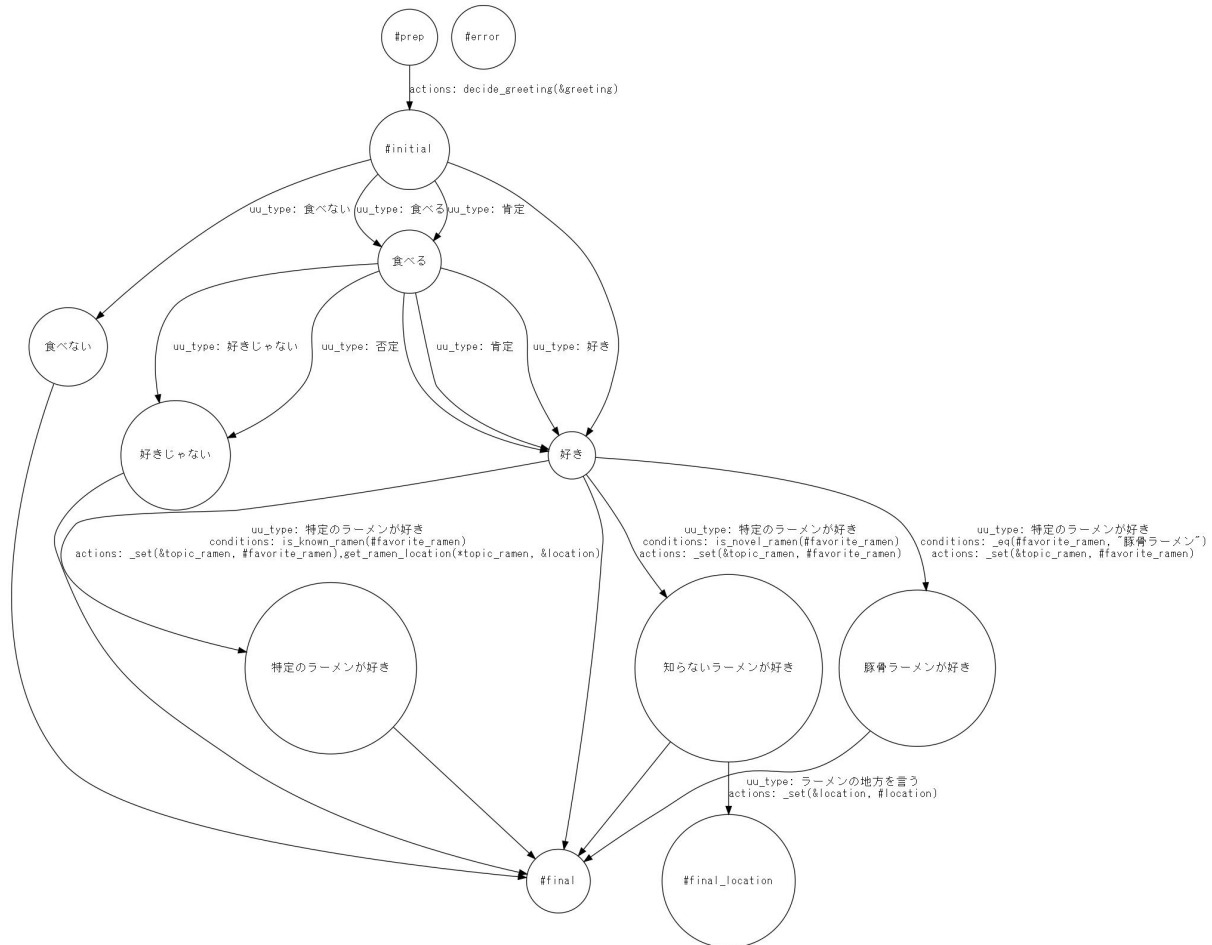 #prep
#error
actions: decide_greeting(&greeting)
#initial
uu_type: 食べない
uu_type: 食べる
uu_type: 肯定
食べる
食べない
uu_type: 好きじゃない
uu_type: 否定
uu_type: 肯定
uu_type: 好き
好きじゃない
好き
uu_type: 特定のラーメンが好き
conditions: is_known_ramen(#favorite_ramen)
actions: _set(&topic_ramen, #favorite_ramen),get_ramen_location(*topic_ramen, &location)
uu_type: 特定のラーメンが好き
conditions: is_novel_ramen(#favorite_ramen)
actions: _set(&topic_ramen, #favorite_ramen)
uu_type: 特定のラーメンが好き
conditions: _eq(#favorite_ramen, "豚骨ラーメン")
actions: _set(&topic_ramen, #favorite_ramen)
特定のラーメンが好き
知らないラーメンが好き
豚骨ラーメンが好き
uu_type: ラーメンの地方を言う
actions: _set(&location, #location)
#final
#final_location